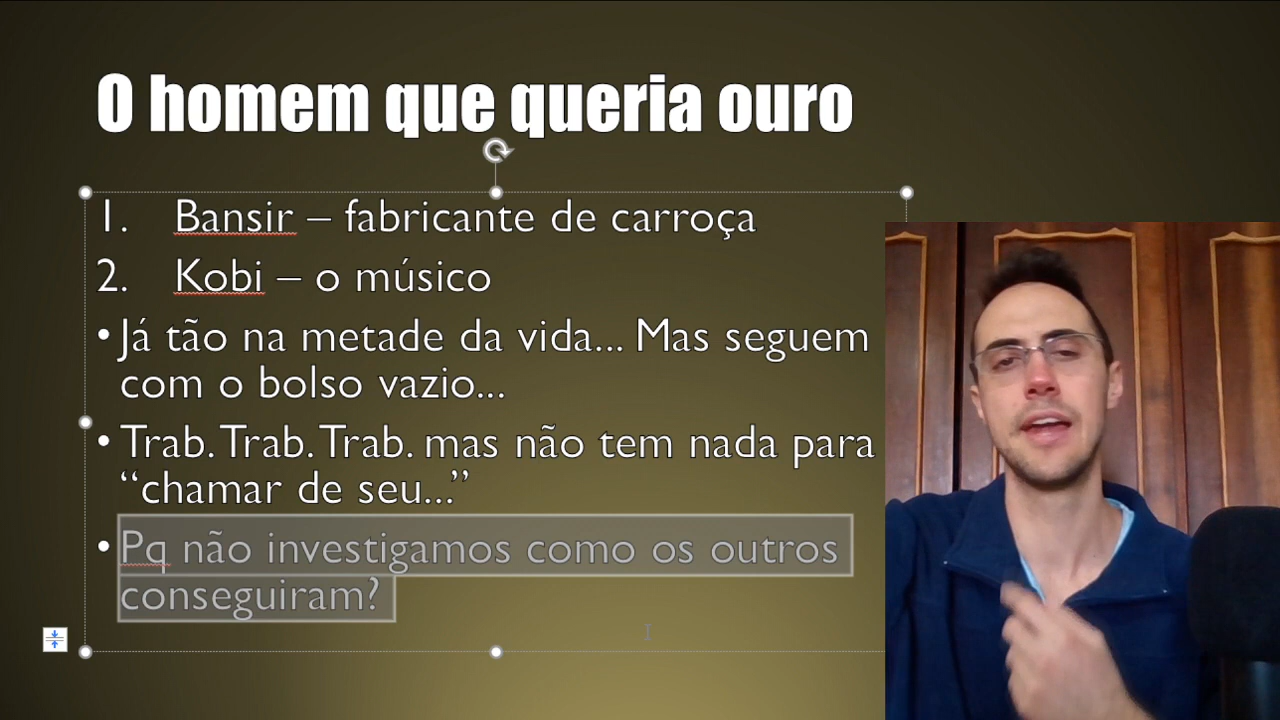 O homem que queria ouro
1. Bansir – fabricante de carroça
2. Kobi – o músico
• Já tão na metade da vida... Mas seguem
com o bolso vazio...
• Trab. Trab. Trab. mas não tem nada para
“chamar de seu...”
• Pq não investigamos como os outros
conseguiram?